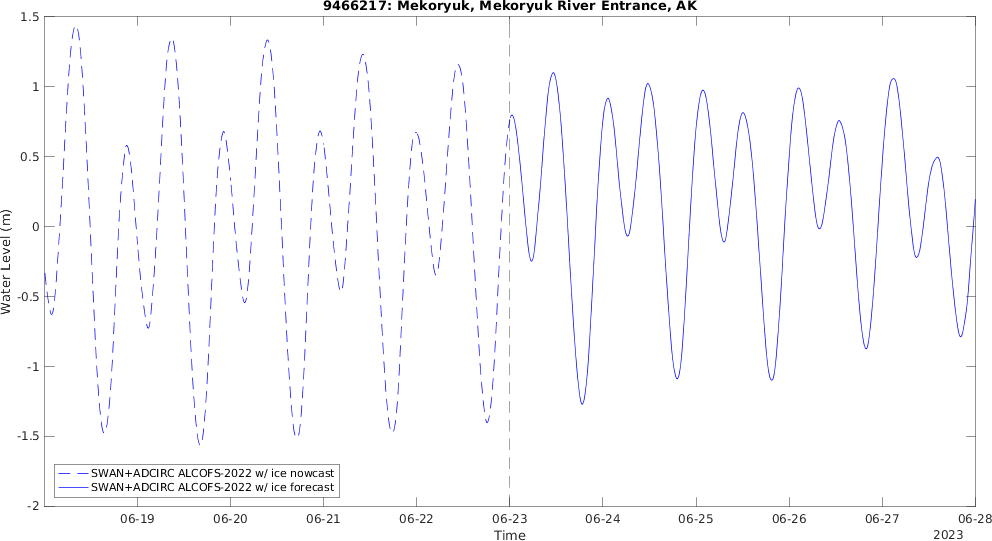 9466217: Mekoryuk, Mekoryuk River Entrance, AK
1.5
1
0.5
0
-0.5
-1
-1.5
-2
Water Level (m)
SWAN+ADCIRC ALCOFS-2022 w/ ice nowcast
SWAN+ADCIRC ALCOFS-2022 w/ ice forecast
06-19 06-20 06-21 06-22 06-23 06-24 06-25 06-26 06-27 06-28
Time
2023